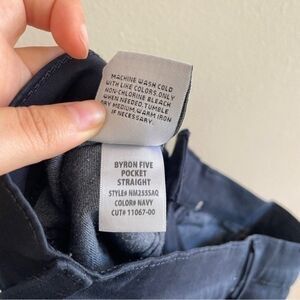 MACHINE WASH COLD
WITH LIKE COLORS. ONLY
NON-CHLORINE BLEACH
WHEN NEEDED. TUMBLE
DRY MEDIUM. WARM IRON
IF NECESSARY.
BYRON FIVE
POCKET
STRAIGHT
STYLE# NM255SAQ
COLOR# NAVY
CUT# 11067-00